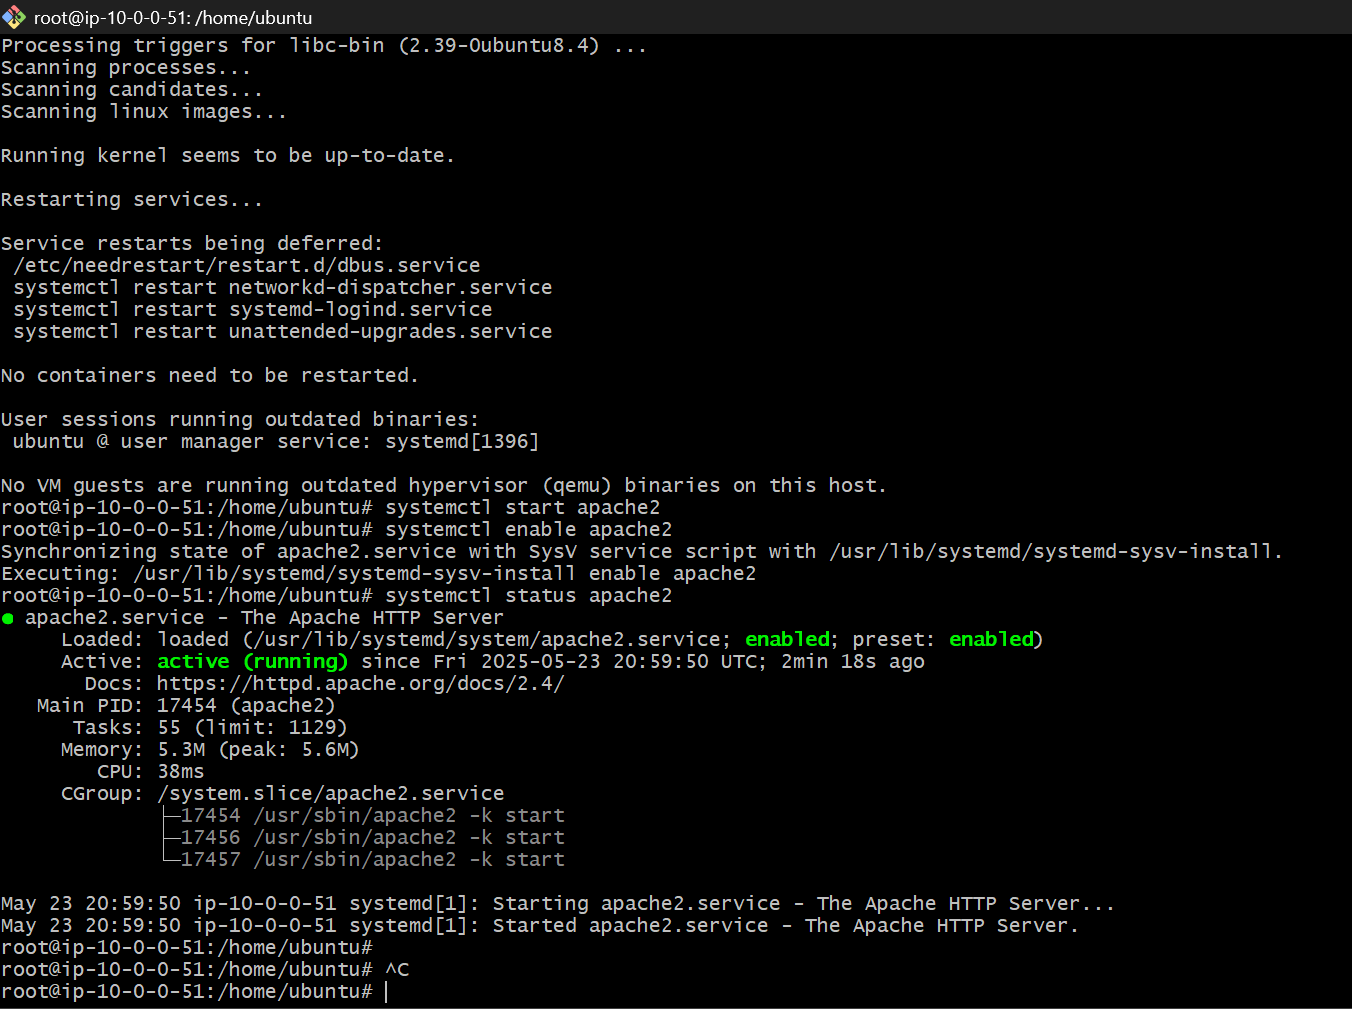 root@ip-10-0-0-51: /home/ubuntu
Processing triggers for libc-bin (2.39-0ubuntu8.4) ...
Scanning processes...
Scanning candidates...
Scanning linux images...
Running kernel seems to be up-to-date.
Restarting services...
Service restarts being deferred:
 /etc/needrestart/restart.d/dbus.service
 systemctl restart networkd-dispatcher.service
 systemctl restart systemd-logind.service
 systemctl restart unattended-upgrades.service
No containers need to be restarted.
User sessions running outdated binaries:
 ubuntu @ user manager service: systemd[1396]
No VM guests are running outdated hypervisor (qemu) binaries on this host.
root@ip-10-0-0-51:/home/ubuntu# systemctl start apache2
root@ip-10-0-0-51:/home/ubuntu# systemctl enable apache2
Synchronizing state of apache2.service with SysV service script with /usr/lib/systemd/systemd-sysv-install.
Executing: /usr/lib/systemd/systemd-sysv-install enable apache2
root@ip-10-0-0-51:/home/ubuntu# systemctl status apache2
● apache2.service - The Apache HTTP Server
     Loaded: loaded (/usr/lib/systemd/system/apache2.service; enabled; preset: enabled)
     Active: active (running) since Fri 2025-05-23 20:59:50 UTC; 2min 18s ago
       Docs: https://httpd.apache.org/docs/2.4/
   Main PID: 17454 (apache2)
      Tasks: 55 (limit: 1129)
     Memory: 5.3M (peak: 5.6M)
        CPU: 38ms
     CGroup: /system.slice/apache2.service
             ├─17454 /usr/sbin/apache2 -k start
             ├─17456 /usr/sbin/apache2 -k start
             └─17457 /usr/sbin/apache2 -k start
May 23 20:59:50 ip-10-0-0-51 systemd[1]: Starting apache2.service - The Apache HTTP Server...
May 23 20:59:50 ip-10-0-0-51 systemd[1]: Started apache2.service - The Apache HTTP Server.
root@ip-10-0-0-51:/home/ubuntu#
root@ip-10-0-0-51:/home/ubuntu# ^C
root@ip-10-0-0-51:/home/ubuntu#